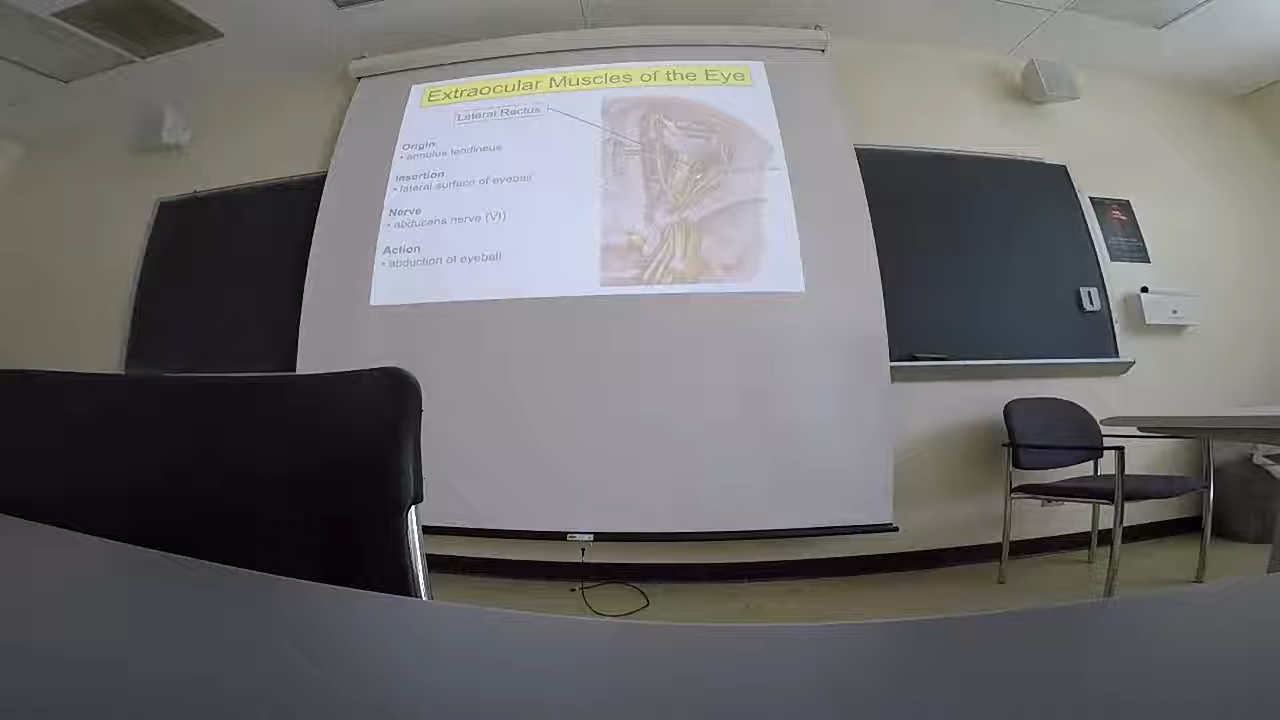 Extraocular Muscles of the Eye
Lateral Rectus
Origin
• annulus tendineus
Insertion
• lateral surface of eyeball
Nerve
• abducens nerve (VI)
Action
• abduction of eyeball